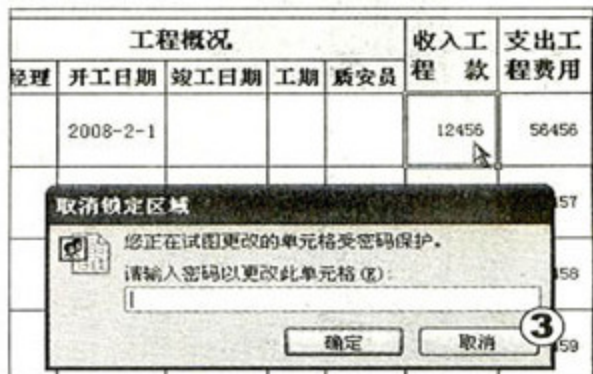 工程概况
收入工程 款
支出工程费用
经理 开工日期 竣工日期 工期 质安员
2008-2-1
12456
56456
57
取消锁定区域
您正在试图更改的单元格受密码保护。
请输入密码以更改此单元格(E):
58
确定
取消
③
59